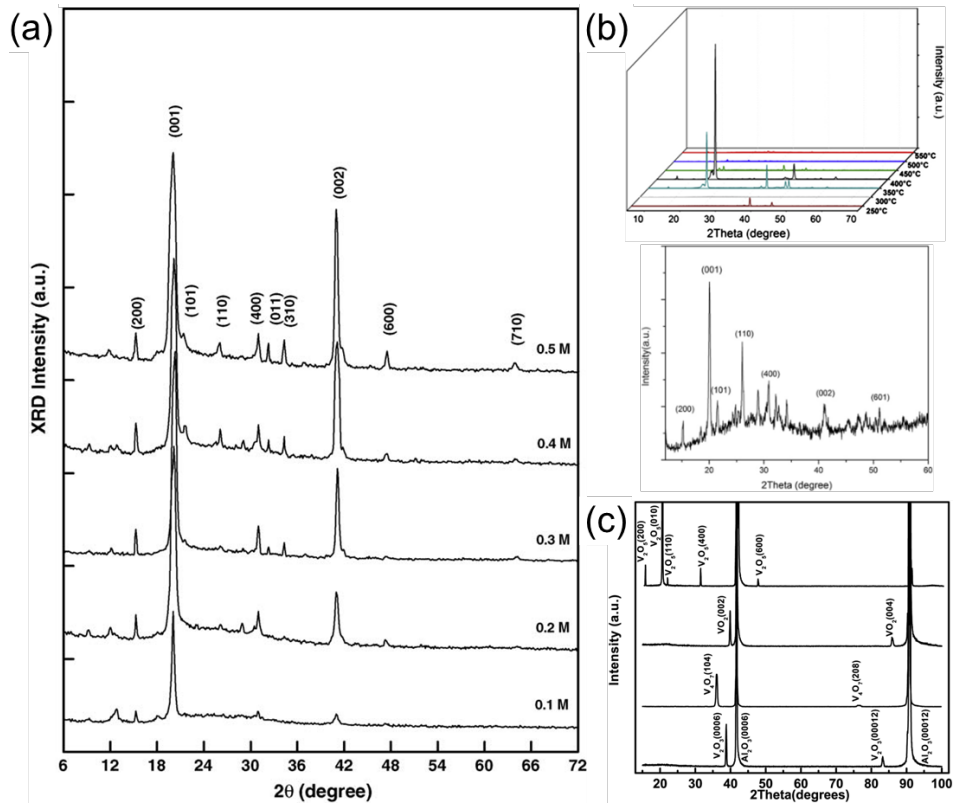 (a)
XRD Intensity (a.u.)
(001)
(002)
(200)
(101)
(110)
(400)
(011)
(310)
(600)
(710)
0.5 M
0.4 M
0.3 M
0.2 M
0.1 M
6 12 18 24 30 36 42 48 54 60 66 72
2θ (degree)
(b)
Intensity (a.u.)
550°C
500°C
450°C
400°C
350°C
300°C
250°C
10 20 30 40 50 60 70
2Theta (degree)
Intensity(a.u.)
(001)
(110)
(400)
(101)
(200)
(002)
(601)
20 30 40 50 60
2Theta (degree)
(c)
Intensity (a.u.)
V₂O₅(200)
V₂O₅(010)
V₂O₅(110)
V₂O₅(400)
V₂O₅(600)
VO₂(002)
VO₂(004)
V₄O₇(104)
V₄O₇(208)
V₂O₃(0006)
Al₂O₃(0006)
V₂O₃(00012)
Al₂O₃(00012)
20 30 40 50 60 70 80 90 100
2Theta(degrees)